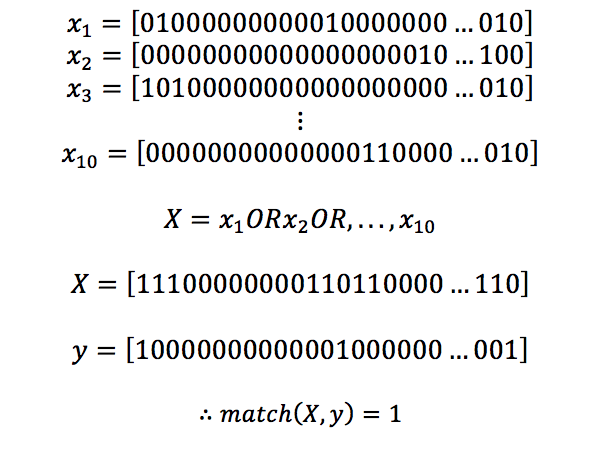 x₁ = [01000000000010000000 … 010]
x₂ = [00000000000000000010 … 100]
x₃ = [10100000000000000000 … 010]
⋮
x₁₀ = [00000000000000110000 … 010]
X = x₁ORx₂OR, … , x₁₀
X = [11100000000110110000 … 110]
y = [10000000000001000000 … 001]
∴ match(X, y) = 1